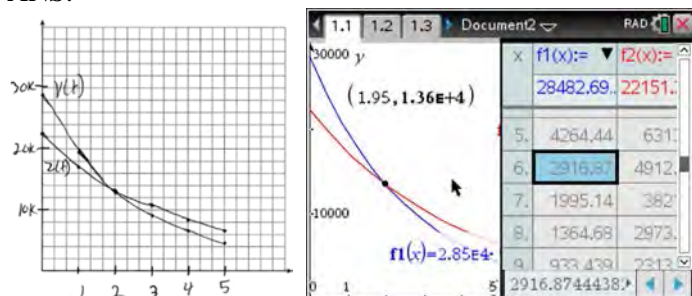 ANS:
30K
y(t)
20K
z(t)
10K
1 2 3 4 5
1.1 1.2 1.3 Document2 RAD
30000 y
(1.95, 1.36E+4)
10000
f1(x)=2.85E4·
0 1 5
x f1(x):= f2(x):=
28482.69.. 22151.
5. 4264.44 631
6. 2916.87 4912.
7. 1995.14 382
8. 1364.68 2973.
9. 933.439 2313
2916.8744438